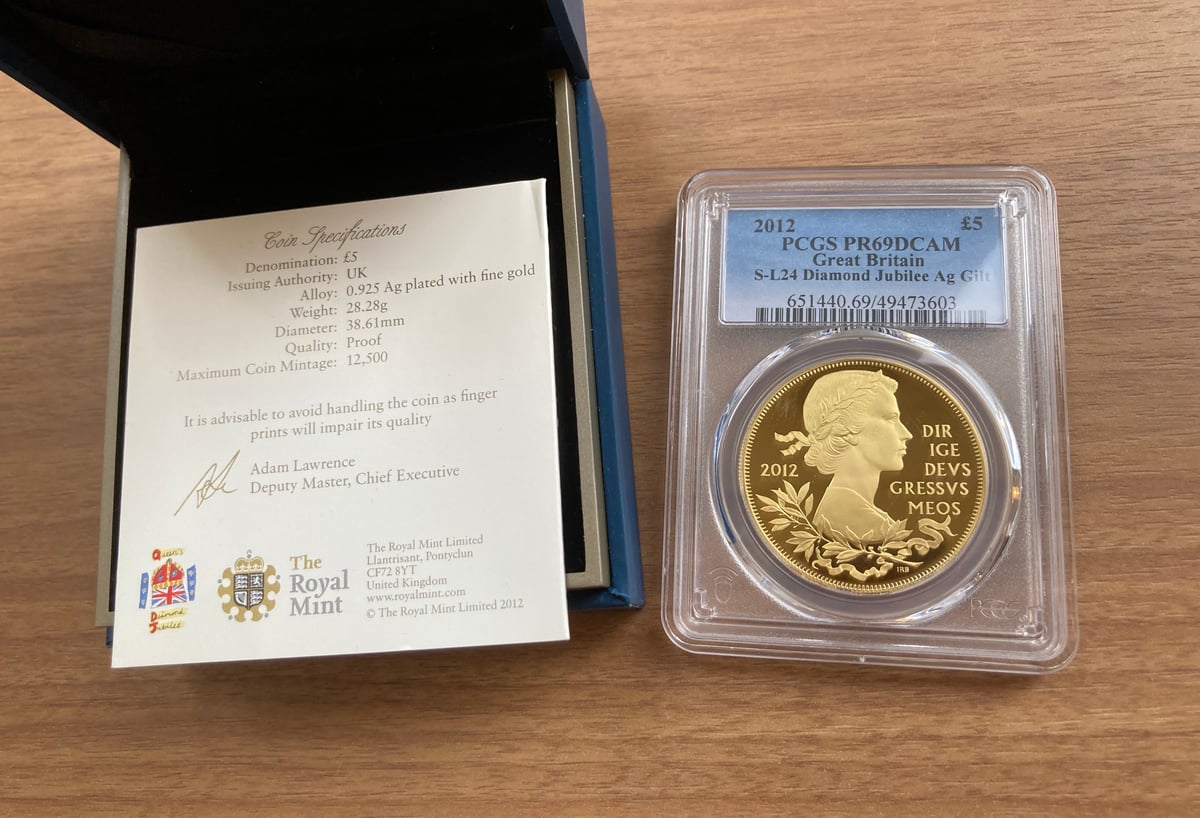 Coin Specifications
Denomination: £5
Issuing Authority: UK
Alloy: 0.925 Ag plated with fine gold
Weight: 28.28g
Diameter: 38.61mm
Quality: Proof
Maximum Coin Mintage: 12,500
It is advisable to avoid handling the coin as finger
prints will impair its quality
Adam Lawrence
Deputy Master, Chief Executive
Queen's
Diamond
Jubilee
The
Royal
Mint
The Royal Mint Limited
Llantrisant, Pontyclun
CF72 8YT
United Kingdom
www.royalmint.com
© The Royal Mint Limited 2012
2012 £5
PCGS PR69DCAM
Great Britain
S-L24 Diamond Jubilee Ag Gilt
651440.69/49473603
2012
DIR
IGE
DEVS
GRESSVS
MEOS
IRB
PCGS